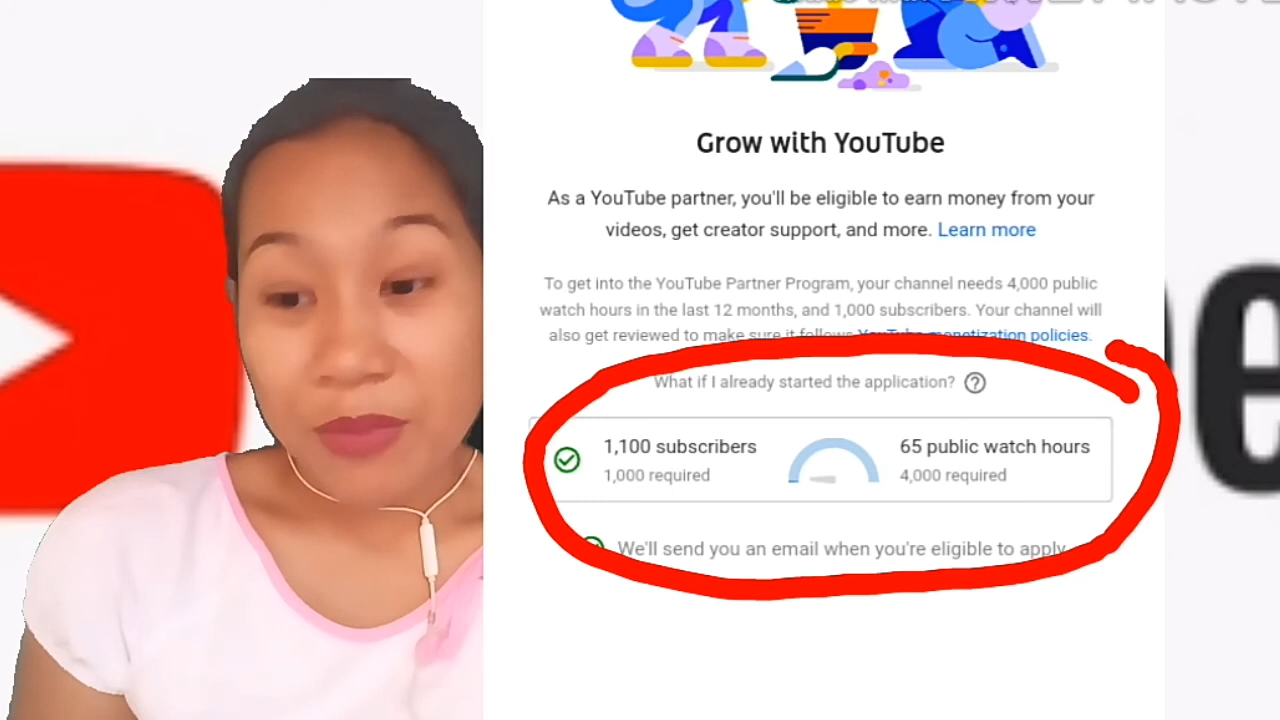 Grow with YouTube
As a YouTube partner, you'll be eligible to earn money from your
videos, get creator support, and more. Learn more
To get into the YouTube Partner Program, your channel needs 4,000 public
watch hours in the last 12 months, and 1,000 subscribers. Your channel will
also get reviewed to make sure it follows YouTube monetization policies.
What if I already started the application?
1,100 subscribers
1,000 required
65 public watch hours
4,000 required
We'll send you an email when you're eligible to apply
e